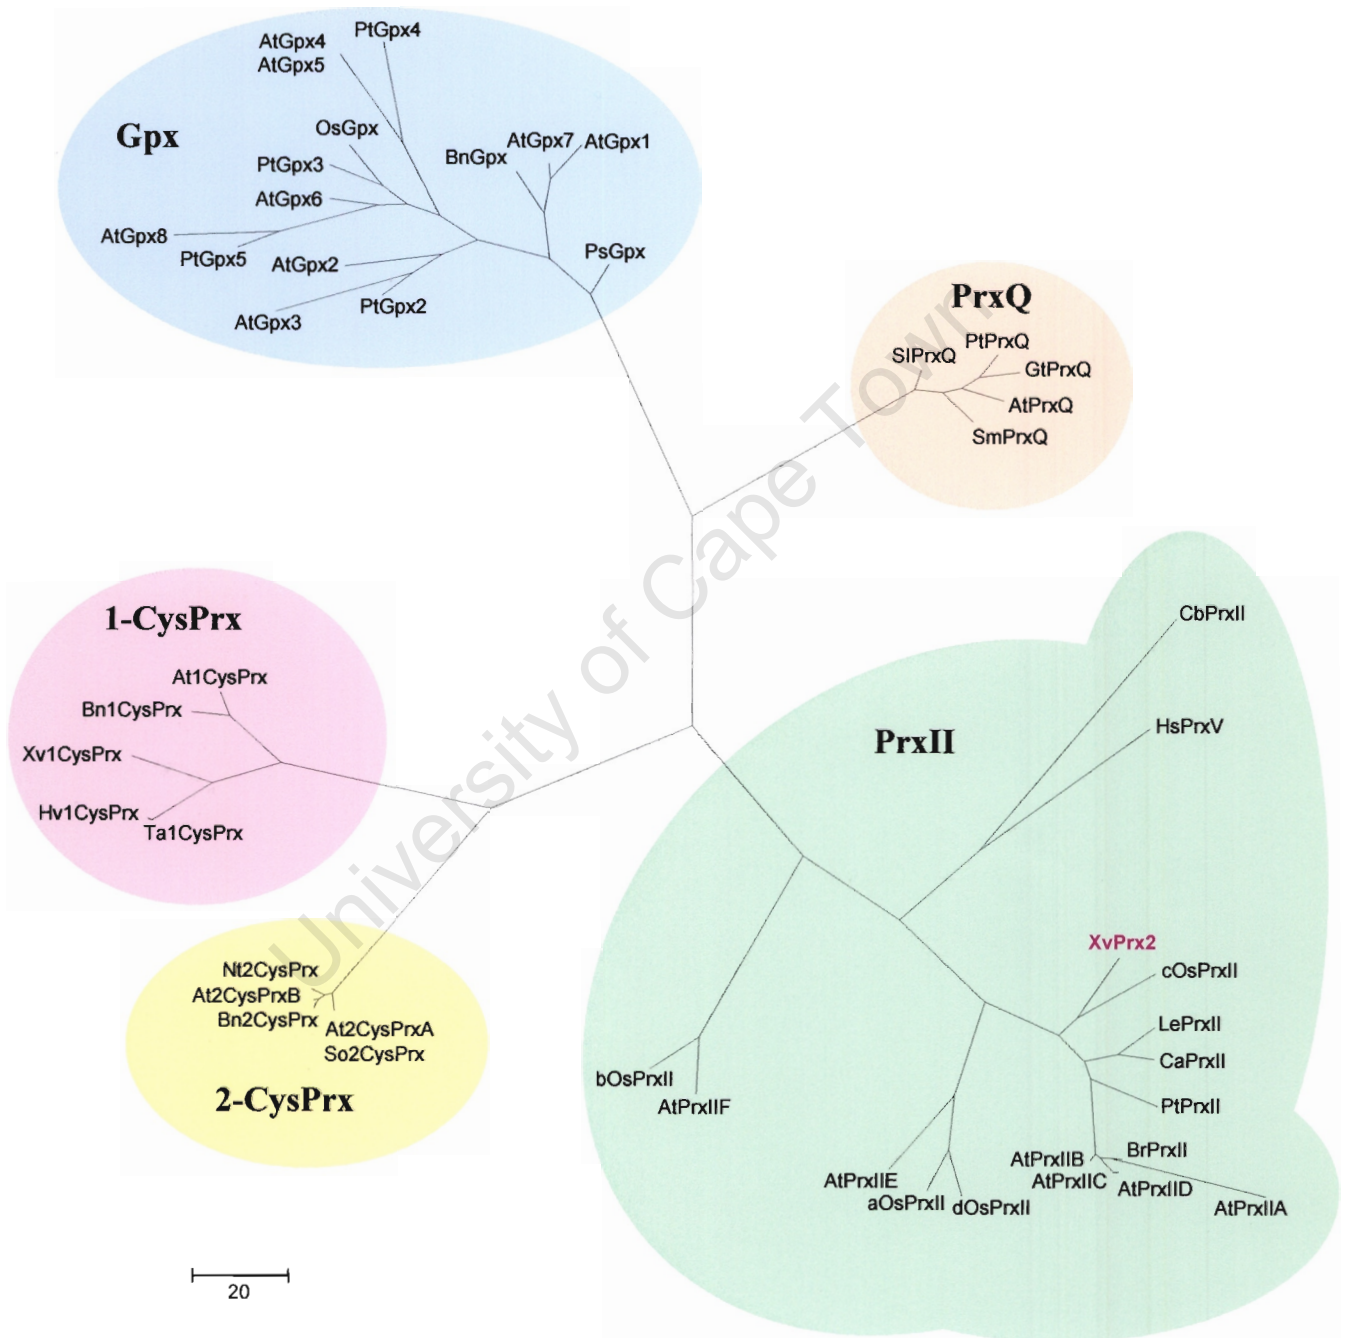 PtGpx4
AtGpx4
AtGpx5
Gpx
OsGpx
AtGpx7
AtGpx1
BnGpx
PtGpx3
AtGpx6
AtGpx8
PtGpx5
AtGpx2
PsGpx
PtGpx2
AtGpx3
PrxQ
PtPrxQ
SlPrxQ
GtPrxQ
AtPrxQ
SmPrxQ
University of Cape Town
1-CysPrx
At1CysPrx
Bn1CysPrx
Xv1CysPrx
Hv1CysPrx
Ta1CysPrx
CbPrxII
HsPrxV
PrxII
XvPrx2
cOsPrxII
LePrxII
CaPrxII
PtPrxII
bOsPrxII
AtPrxIIF
AtPrxIIE
aOsPrxII
dOsPrxII
AtPrxIIB
BrPrxII
AtPrxIIC
AtPrxIID
AtPrxIIA
Nt2CysPrx
At2CysPrxB
Bn2CysPrx
At2CysPrxA
So2CysPrx
2-CysPrx
20